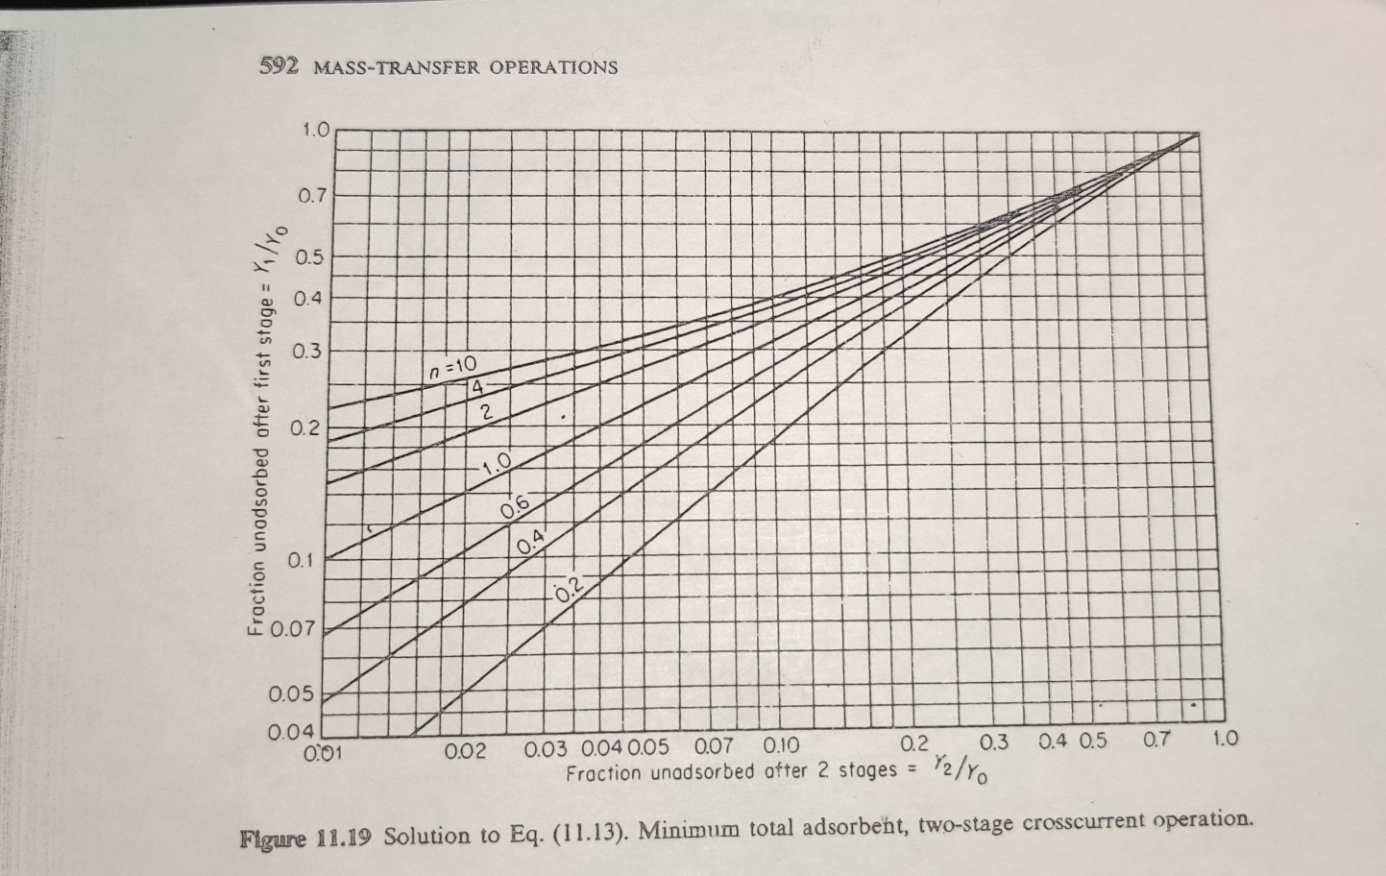 592 MASS-TRANSFER OPERATIONS
1.0
0.7
0.5
0.4
0.3
0.2
0.1
0.07
0.05
0.04
Fraction unadsorbed after first stage = Y₁/Y₀
n = 10
4
2
1.0
0.6
0.4
0.2
0.01 0.02 0.03 0.04 0.05 0.07 0.10 0.2 0.3 0.4 0.5 0.7 1.0
Fraction unadsorbed after 2 stages = Y₂/Y₀
Figure 11.19 Solution to Eq. (11.13). Minimum total adsorbent, two-stage crosscurrent operation.